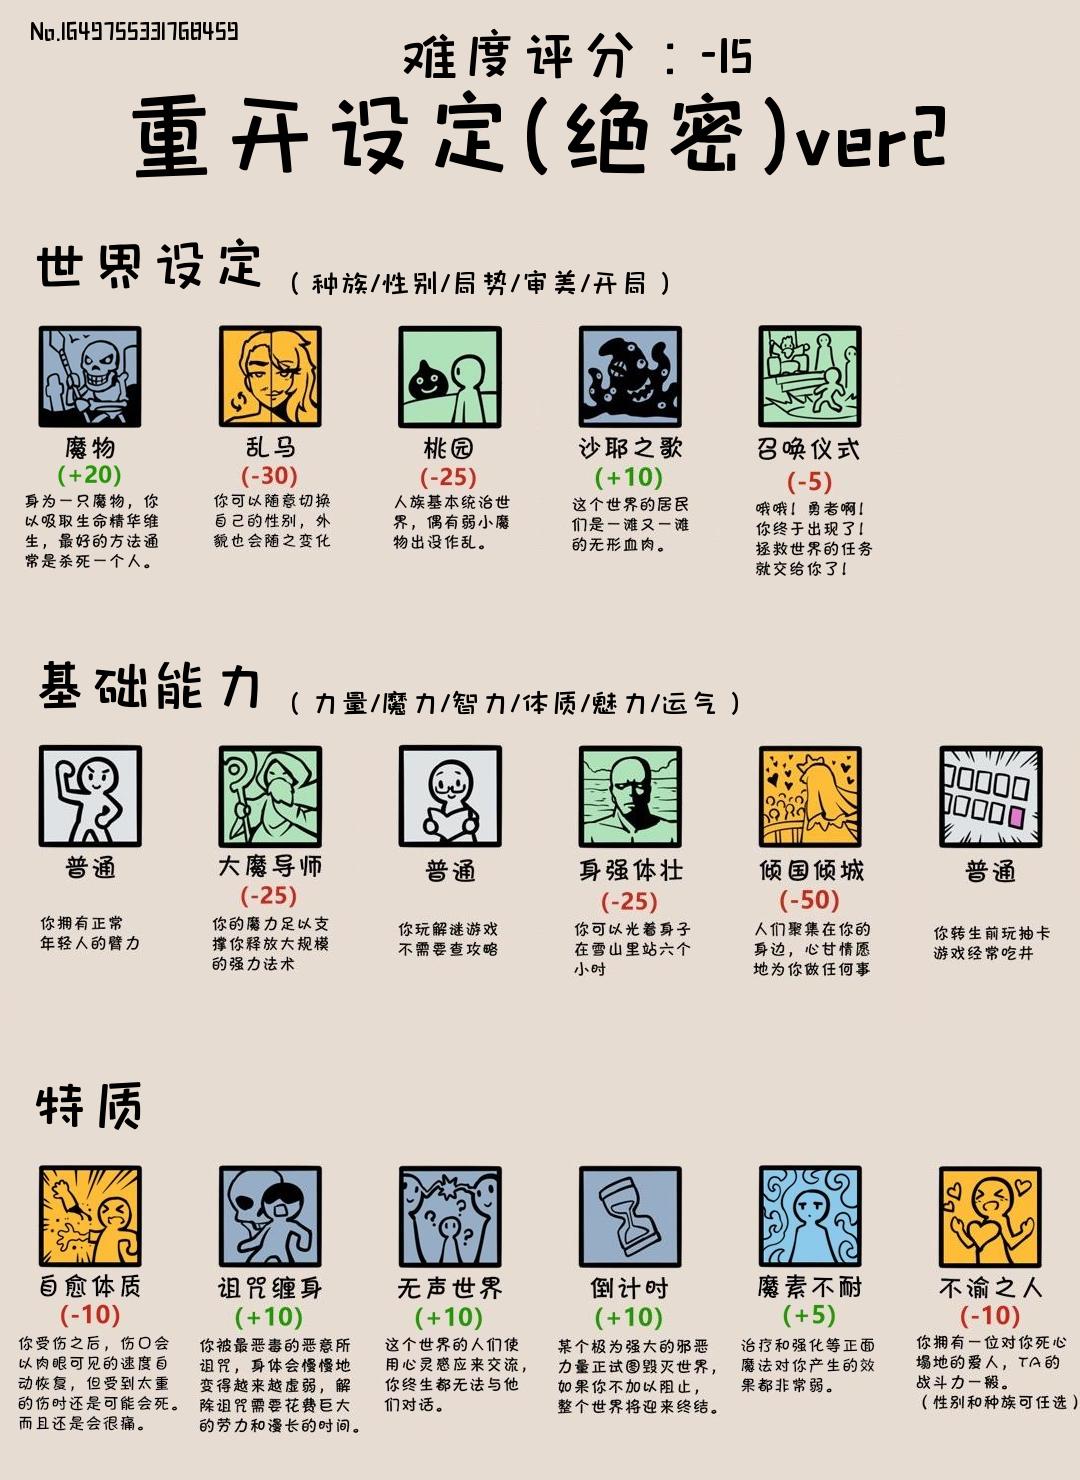 No.1649755331768459
难度评分：-15
重开设定(绝密)ver2
世界设定（种族/性别/局势/审美/开局）
魔物
(+20)
身为一只魔物，你
以吸取生命精华维
生，最好的方法通
常是杀死一个人。
乱马
(-30)
你可以随意切换
自己的性别，外
貌也会随之变化
桃园
(-25)
人族基本统治世
界，偶有弱小魔
物出没作乱。
沙耶之歌
(+10)
这个世界的居民
们是一滩又一滩
的无形血肉。
召唤仪式
(-5)
哦哦！勇者啊！
你终于出现了！
拯救世界的任务
就交给你了！
基础能力（力量/魔力/智力/体质/魅力/运气）
普通
你拥有正常
年轻人的臂力
大魔导师
(-25)
你的魔力足以支
撑你释放大规模
的强力法术
普通
你玩解谜游戏
不需要查攻略
身强体壮
(-25)
你可以光着身子
在雪山里站六个
小时
倾国倾城
(-50)
人们聚集在你的
身边，心甘情愿
地为你做任何事
普通
你转生前玩抽卡
游戏经常吃井
特质
自愈体质
(-10)
你受伤之后，伤口会
以肉眼可见的速度自
动恢复，但受到太重
的伤时还是可能会死。
而且还是会很痛。
诅咒缠身
(+10)
你被最恶毒的恶意所
诅咒，身体会慢慢地
变得越来越虚弱，解
除诅咒需要花费巨大
的劳力和漫长的时间。
无声世界
(+10)
这个世界的人们使
用心灵感应来交流，
你终生都无法与他
们对话。
倒计时
(+10)
某个极为强大的邪恶
力量正试图毁灭世界，
如果你不加以阻止，
整个世界将迎来终结。
魔素不耐
(+5)
治疗和强化等正面
魔法对你产生的效
果都非常弱。
不渝之人
(-10)
你拥有一位对你死心
塌地的爱人，TA的
战斗力一般。
（性别和种族可任选）